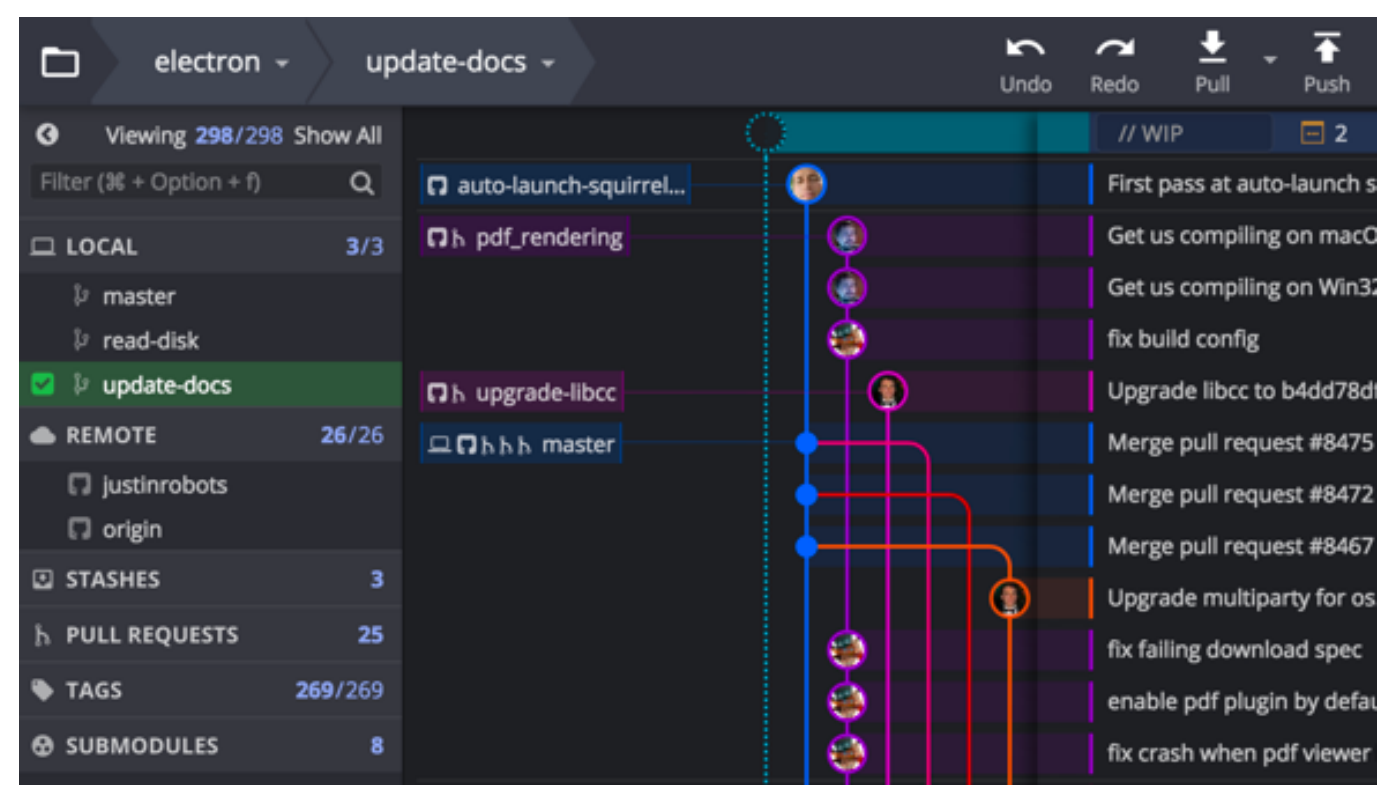 electron
update-docs
Undo
Redo
Pull
Push
Viewing 298/298 Show All
// WIP
2
Filter (⌘ + Option + f)
auto-launch-squirrel...
First pass at auto-launch s
pdf_rendering
Get us compiling on macO
LOCAL 3/3
Get us compiling on Win32
master
fix build config
read-disk
update-docs
upgrade-libcc
Upgrade libcc to b4dd78df
REMOTE 26/26
master
Merge pull request #8475
justinrobots
Merge pull request #8472
origin
Merge pull request #8467
STASHES 3
Upgrade multiparty for os
PULL REQUESTS 25
fix failing download spec
TAGS 269/269
enable pdf plugin by defau
SUBMODULES 8
fix crash when pdf viewer